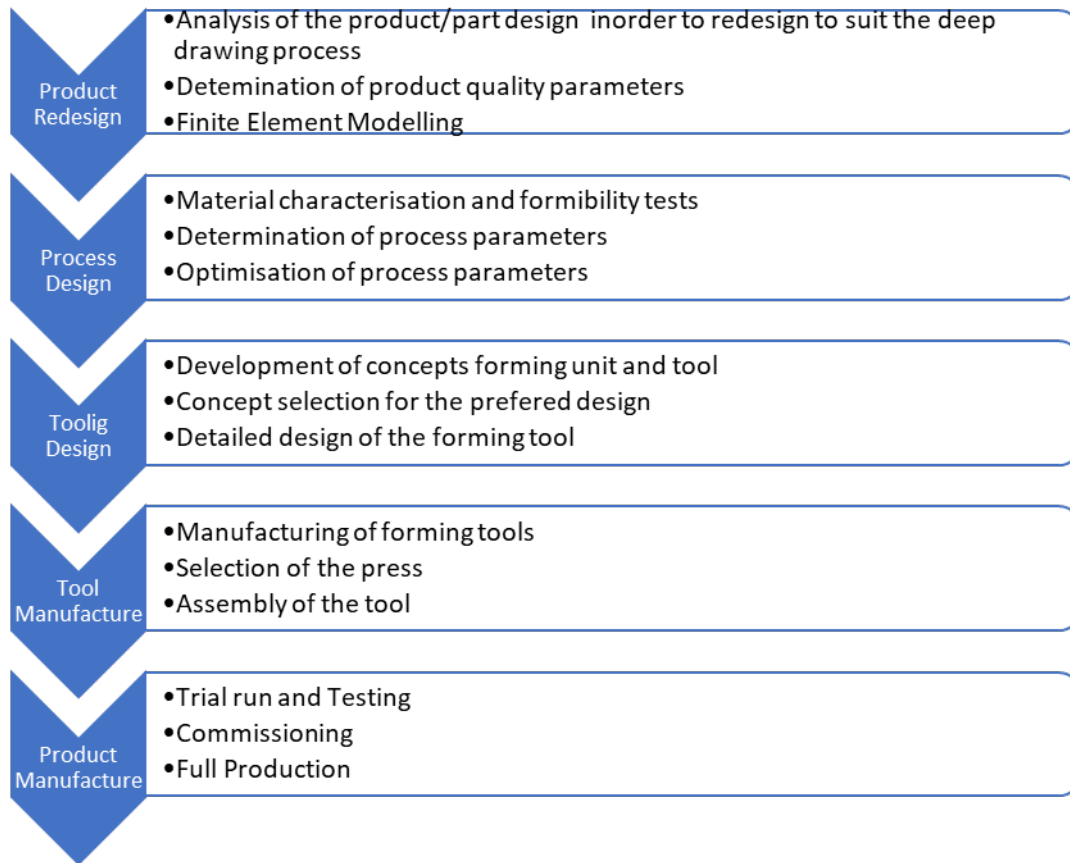 •Analysis of the product/part design inorder to redesign to suit the deep
drawing process
•Detemination of product quality parameters
•Finite Element Modelling
Product
Redesign
•Material characterisation and formibility tests
•Determination of process parameters
•Optimisation of process parameters
Process
Design
•Development of concepts forming unit and tool
•Concept selection for the prefered design
•Detailed design of the forming tool
Toolig
Design
•Manufacturing of forming tools
•Selection of the press
•Assembly of the tool
Tool
Manufacture
•Trial run and Testing
•Commissioning
•Full Production
Product
Manufacture